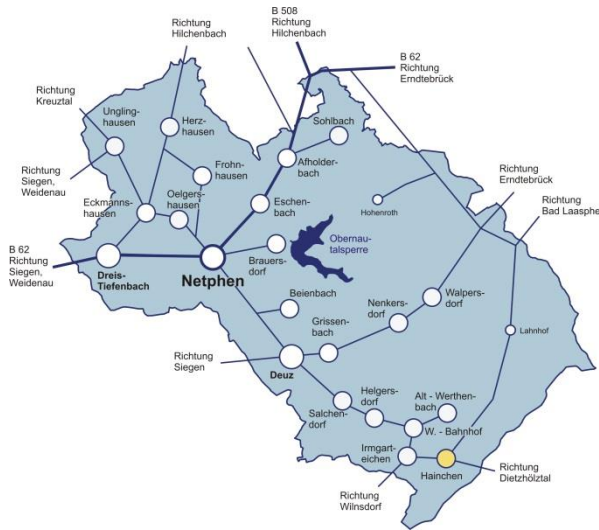 B 508
Richtung
Hilchenbach
Richtung
Hilchenbach
B 62
Richtung
Erndtebrück
Richtung
Kreuztal
Unglinghausen
Herz-
hausen
Sohlbach
Afholder-
bach
Richtung
Siegen,
Weidenau
Frohn-
hausen
Oelgers-
hausen
Eckmanns-
hausen
Eschen-
bach
Hohenroth
Richtung
Erndtebrück
Richtung
Bad Laasphe
B 62
Richtung
Siegen,
Weidenau
Dreis-
Tiefenbach
Netphen
Brauers-
dorf
Obernau-
talsperre
Beienbach
Grissen-
bach
Nenkers-
dorf
Walpers-
dorf
Lahnhof
Richtung
Siegen
Deuz
Salchen-
dorf
Helgers-
dorf
Alt - Werthen-
bach
W. - Bahnhof
Irmgart-
eichen
Hainchen
Richtung
Wilnsdorf
Richtung
Dietzhölztal